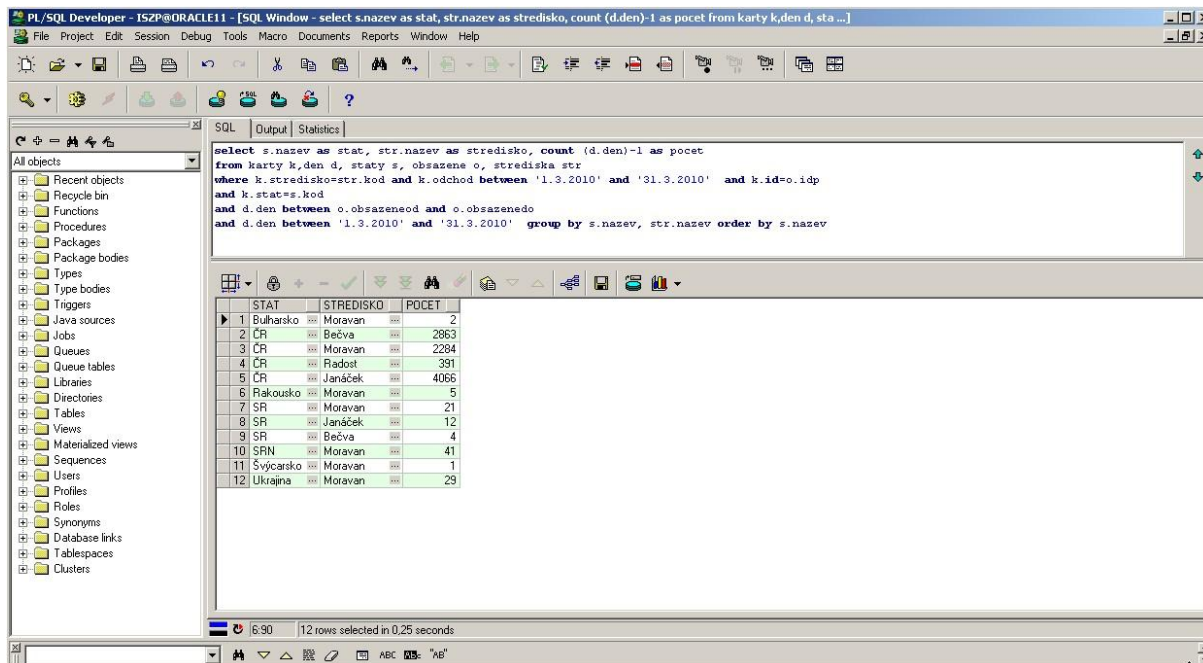 PL/SQL Developer - ISZP@ORACLE11 - [SQL Window - select s.nazev as stat, str.nazev as stredisko, count (d.den)-1 as pocet from karty k,den d, sta ...]
File Project Edit Session Debug Tools Macro Documents Reports Window Help
SQL Output Statistics
All objects
Recent objects
Recycle bin
Functions
Procedures
Packages
Package bodies
Types
Type bodies
Triggers
Java sources
Jobs
Queues
Queue tables
Libraries
Directories
Tables
Views
Materialized views
Sequences
Users
Profiles
Roles
Synonyms
Database links
Tablespaces
Clusters
select s.nazev as stat, str.nazev as stredisko, count (d.den)-1 as pocet
from karty k,den d, staty s, obsazene o, strediska str
where k.stredisko=str.kod and k.odchod between '1.3.2010' and '31.3.2010' and k.id=o.idp
and k.stat=s.kod
and d.den between o.obsazeneod and o.obsazenedo
and d.den between '1.3.2010' and '31.3.2010' group by s.nazev, str.nazev order by s.nazev
STAT STREDISKO POCET
1 Bulharsko ... Moravan ... 2
2 ČR ... Bečva ... 2863
3 ČR ... Moravan ... 2284
4 ČR ... Radost ... 391
5 ČR ... Janáček ... 4066
6 Rakousko ... Moravan ... 5
7 SR ... Moravan ... 21
8 SR ... Janáček ... 12
9 SR ... Bečva ... 4
10 SRN ... Moravan ... 41
11 Švýcarsko ... Moravan ... 1
12 Ukrajina ... Moravan ... 29
6:90 12 rows selected in 0,25 seconds
ABC "AB"